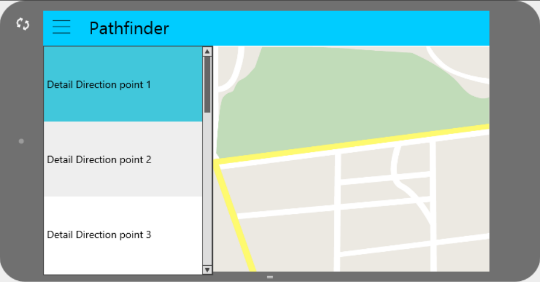 Pathfinder
Detail Direction point 1
Detail Direction point 2
Detail Direction point 3